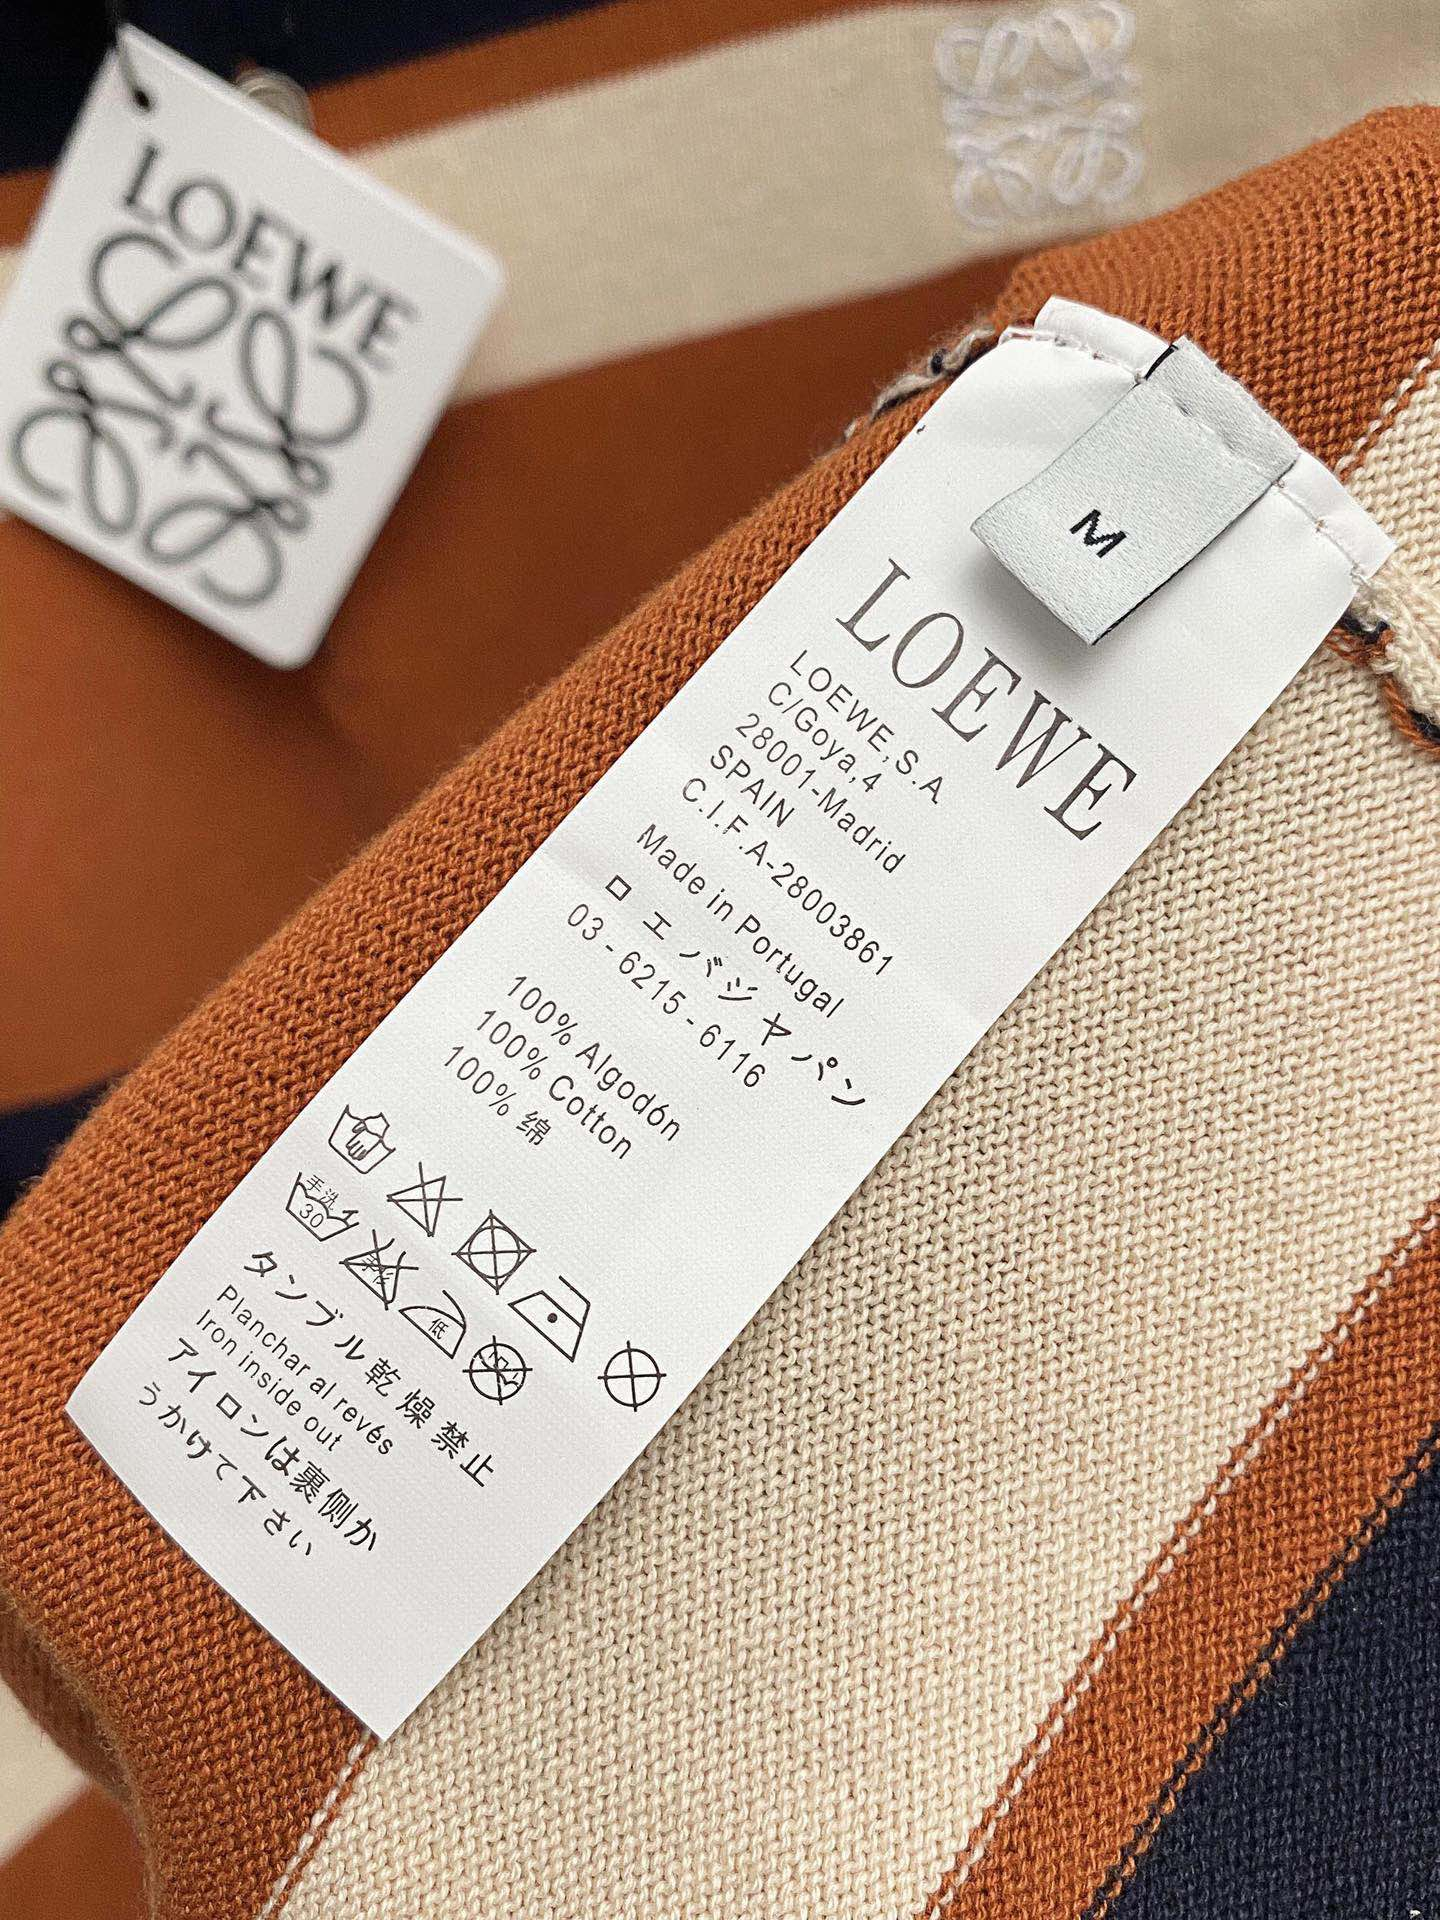 LOEWE
M
LOEWE
LOEWE,S.A
C/Goya,4
28001-Madrid
SPAIN
C.I.F.A-28003861
Made in Portugal
ロエバジャパン
03-6215-6116
100% Algodón
100% Cotton
100% 绵
手洗
30
低
タンブル乾燥禁止
Planchar al revés
Iron inside out
アイロンは裏側か
うかけて下さい